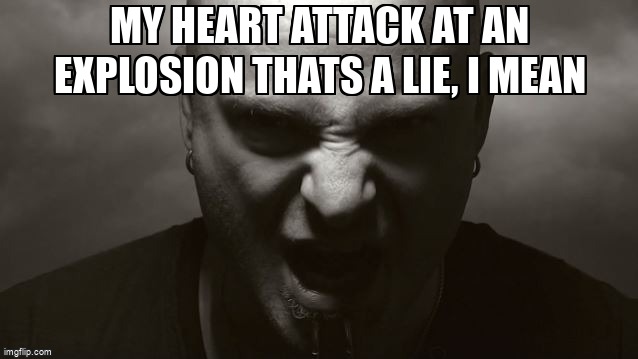 MY HEART ATTACK AT AN
EXPLOSION THATS A LIE, I MEAN
imgflip.com